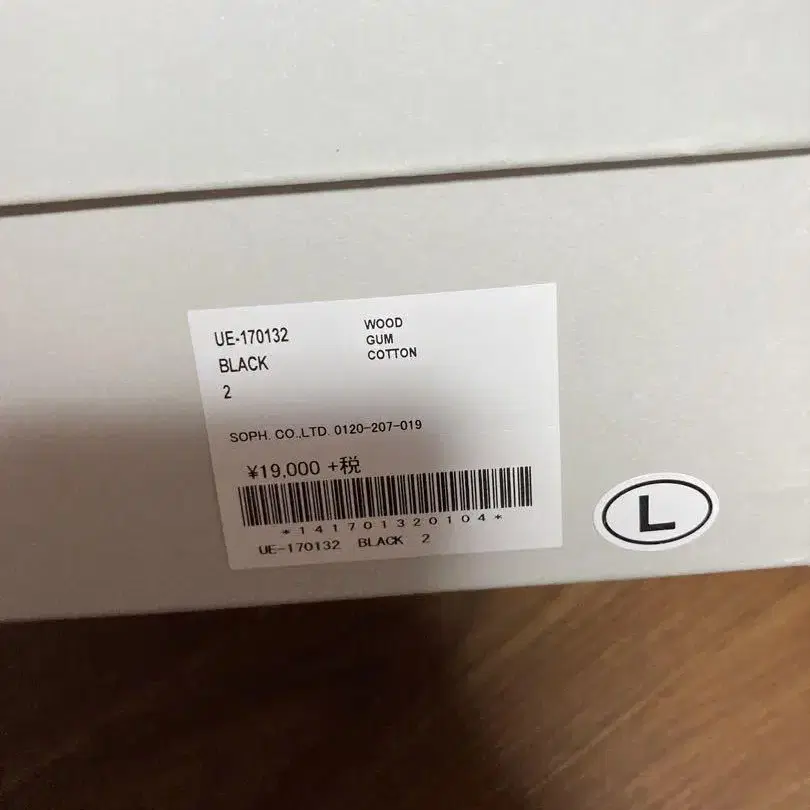 UE-170132
BLACK
2
WOOD
GUM
COTTON
SOPH. CO.,LTD. 0120-207-019
¥19,000 +税
*141701320104*
UE-170132 BLACK 2
L